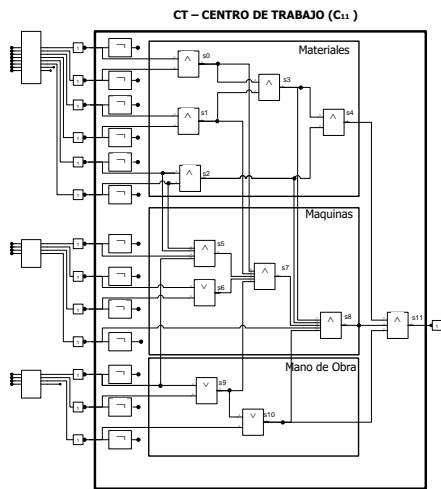 CT – CENTRO DE TRABAJO (C₁₁ )
Materiales
s0
s3
s4
s1
s2
Maquinas
s5
s7
s6
s8
s11
Mano de Obra
s9
s10